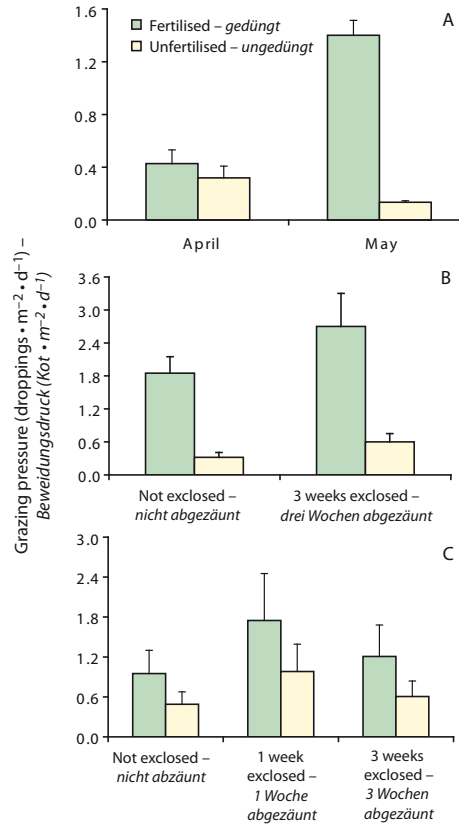 Grazing pressure (droppings • m⁻² • d⁻¹) –
Beweidungsdruck (Kot • m⁻² • d⁻¹)
A
Fertilised – gedüngt
Unfertilised – ungedüngt
1.6
1.2
0.8
0.4
0.0
April May
B
3.6
3.0
2.4
1.8
1.2
0.6
0.0
Not exclosed –
nicht abgezäunt
3 weeks exclosed –
drei Wochen abgezäunt
C
3.0
2.4
1.8
1.2
0.6
0.0
Not exclosed –
nicht abzäunt
1 week
exclosed –
1 Woche
abgezäunt
3 weeks
exclosed –
3 Wochen
abgezäunt